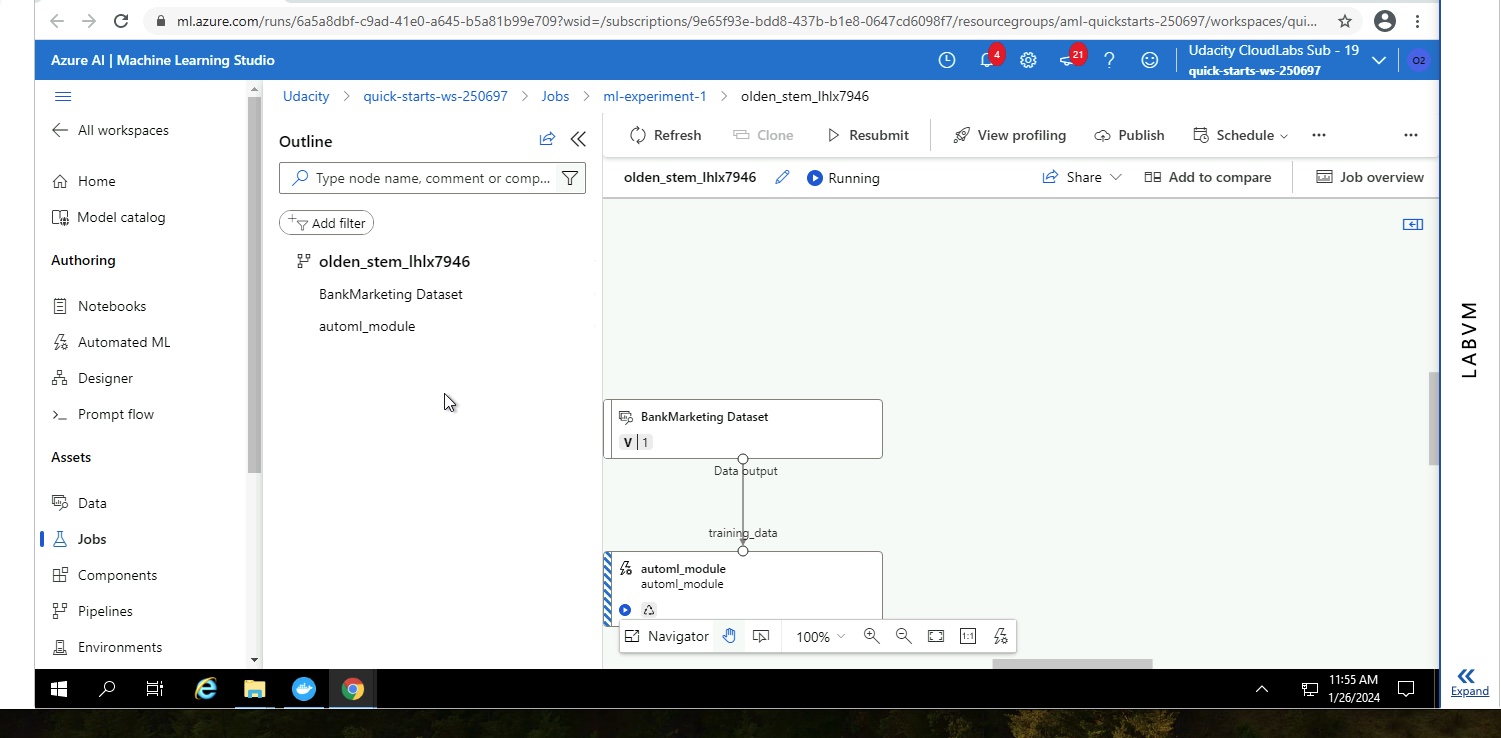 ml.azure.com/runs/6a5a8dbf-c9ad-41e0-a645-b5a81b99e709?wsid=/subscriptions/9e65f93e-bdd8-437b-b1e8-0647cd6098f7/resourcegroups/aml-quickstarts-250697/workspaces/qui...
Azure AI | Machine Learning Studio
4
21
?
Udacity CloudLabs Sub - 19
quick-starts-ws-250697
O2
Udacity > quick-starts-ws-250697 > Jobs > ml-experiment-1 > olden_stem_lhlx7946
All workspaces
Home
Model catalog
Authoring
Notebooks
Automated ML
Designer
Prompt flow
Assets
Data
Jobs
Components
Pipelines
Environments
Outline
Type node name, comment or comp...
Add filter
olden_stem_lhlx7946
BankMarketing Dataset
automl_module
Refresh
Clone
Resubmit
View profiling
Publish
Schedule
olden_stem_lhlx7946
Running
Share
Add to compare
Job overview
BankMarketing Dataset
V | 1
Data output
training_data
automl_module
automl_module
Navigator
100%
1:1
11:55 AM
1/26/2024
LABVM
Expand